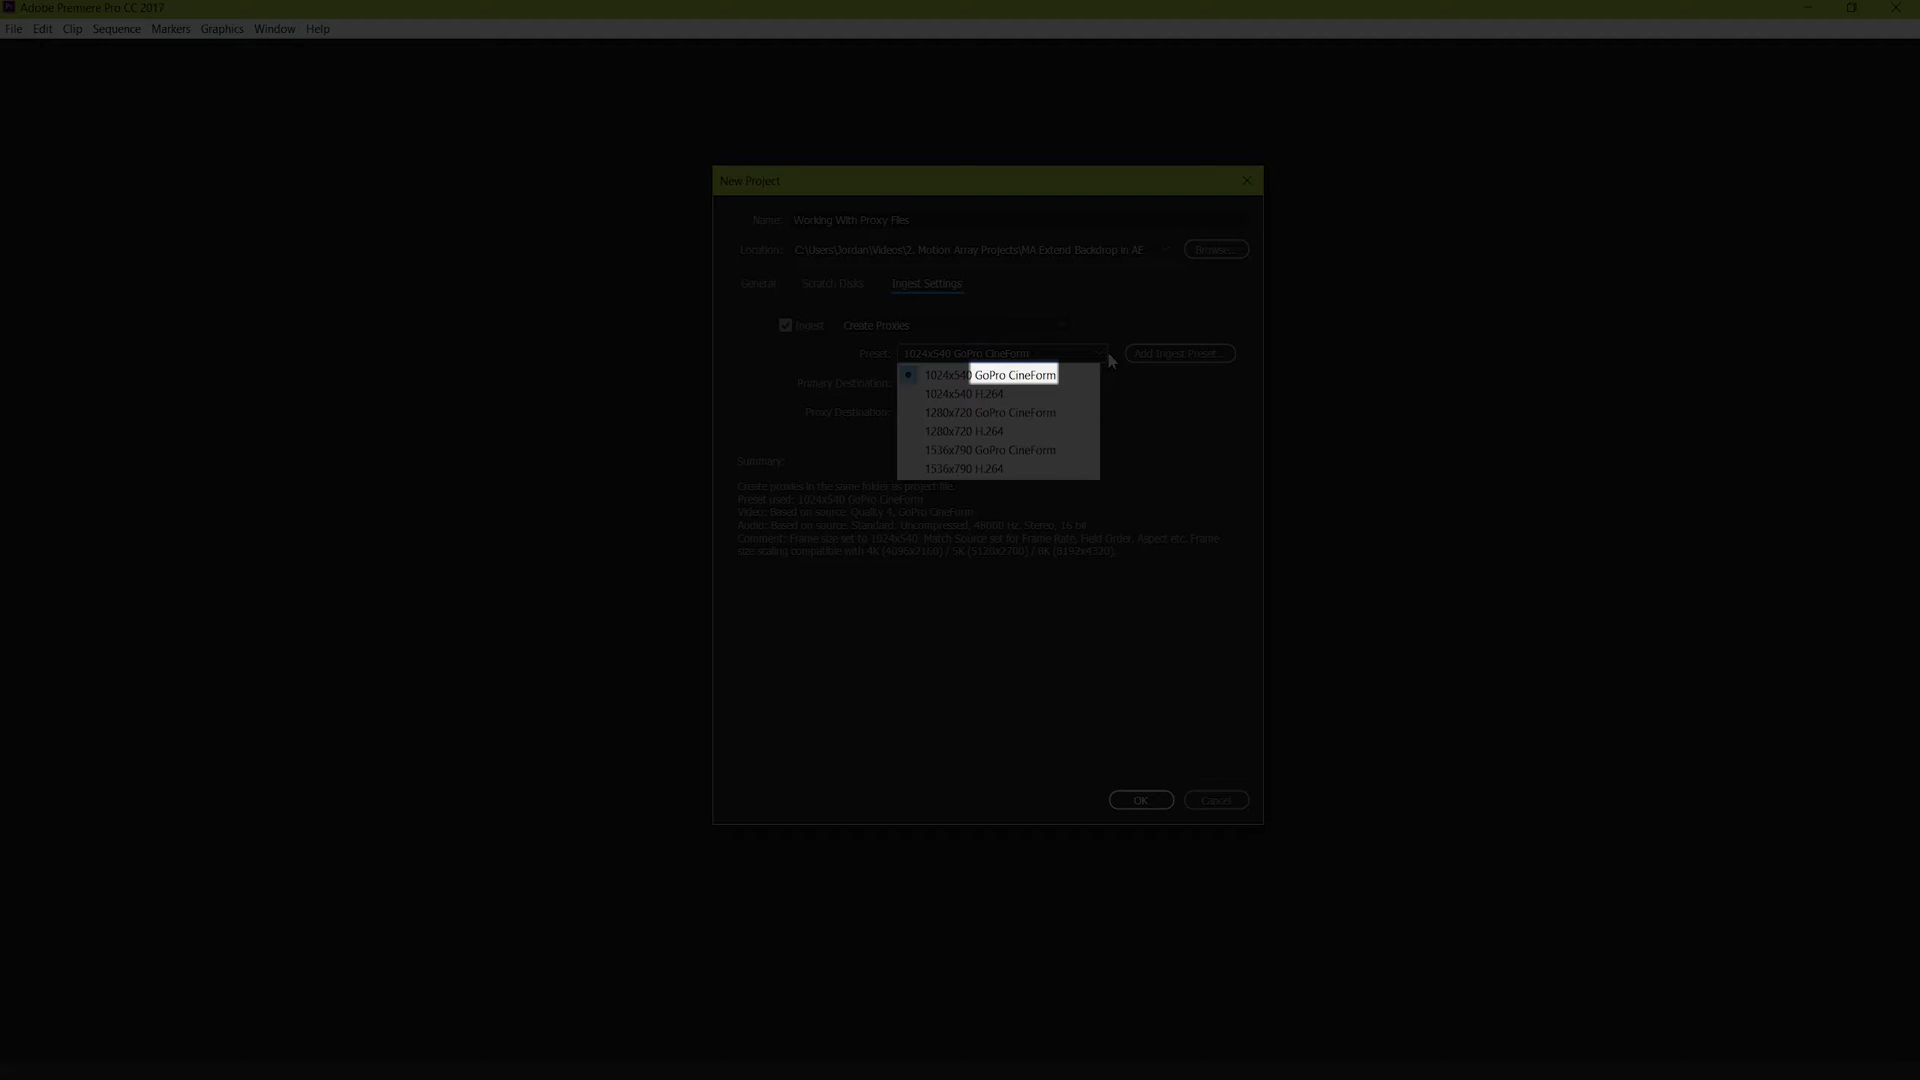 Adobe Premiere Pro CC 2017
File Edit Clip Sequence Markers Graphics Window Help
New Project
Name: Working With Proxy Files
Location: C:\Users\Jordan\Videos\2. Motion Array Projects\MA Extend Backdrop in AE Browse...
General Scratch Disks Ingest Settings
Ingest Create Proxies
Preset: 1024x540 GoPro CineForm Add Ingest Preset...
1024x540 GoPro CineForm
Primary Destination:
1024x540 H.264
Proxy Destination: 1280x720 GoPro CineForm
1280x720 H.264
1536x790 GoPro CineForm
Summary:
1536x790 H.264
Create proxies in the same folder as project file.
Preset used: 1024x540 GoPro CineForm
Video: Based on source, Quality 4, GoPro CineForm
Audio: Based on source. Standard: Uncompressed, 48000 Hz, Stereo, 16 bit
Comment: Frame size set to 1024x540. Match Source set for Frame Rate, Field Order, Aspect etc. Frame
size scaling compatible with 4K (4096x2160) / 5K (5120x2700) / 8K (8192x4320).
OK Cancel